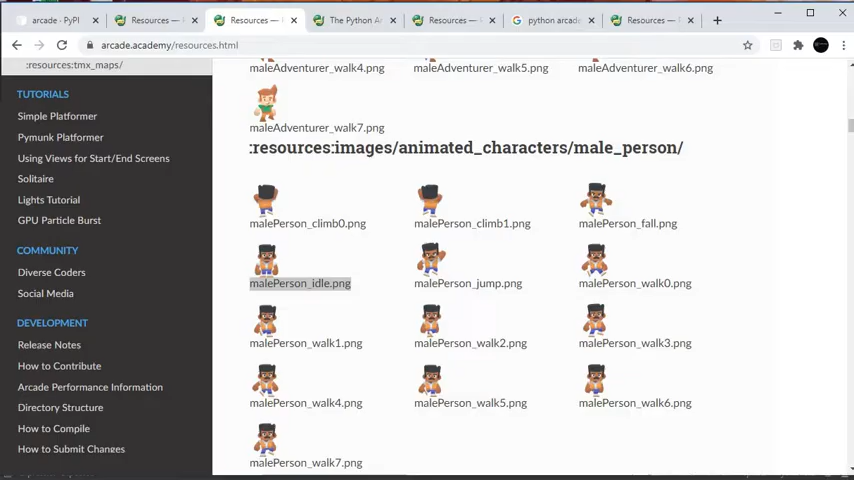 arcade · PyPI
Resources —
Resources —
The Python A
Resources —
python arcade
Resources —
arcade.academy/resources.html
:resources:tmx_maps/
TUTORIALS
Simple Platformer
Pymunk Platformer
Using Views for Start/End Screens
Solitaire
Lights Tutorial
GPU Particle Burst
COMMUNITY
Diverse Coders
Social Media
DEVELOPMENT
Release Notes
How to Contribute
Arcade Performance Information
Directory Structure
How to Compile
How to Submit Changes
maleAdventurer_walk4.png maleAdventurer_walk5.png maleAdventurer_walk6.png
maleAdventurer_walk7.png
:resources:images/animated_characters/male_person/
malePerson_climb0.png malePerson_climb1.png malePerson_fall.png
malePerson_idle.png malePerson_jump.png malePerson_walk0.png
malePerson_walk1.png malePerson_walk2.png malePerson_walk3.png
malePerson_walk4.png malePerson_walk5.png malePerson_walk6.png
malePerson_walk7.png